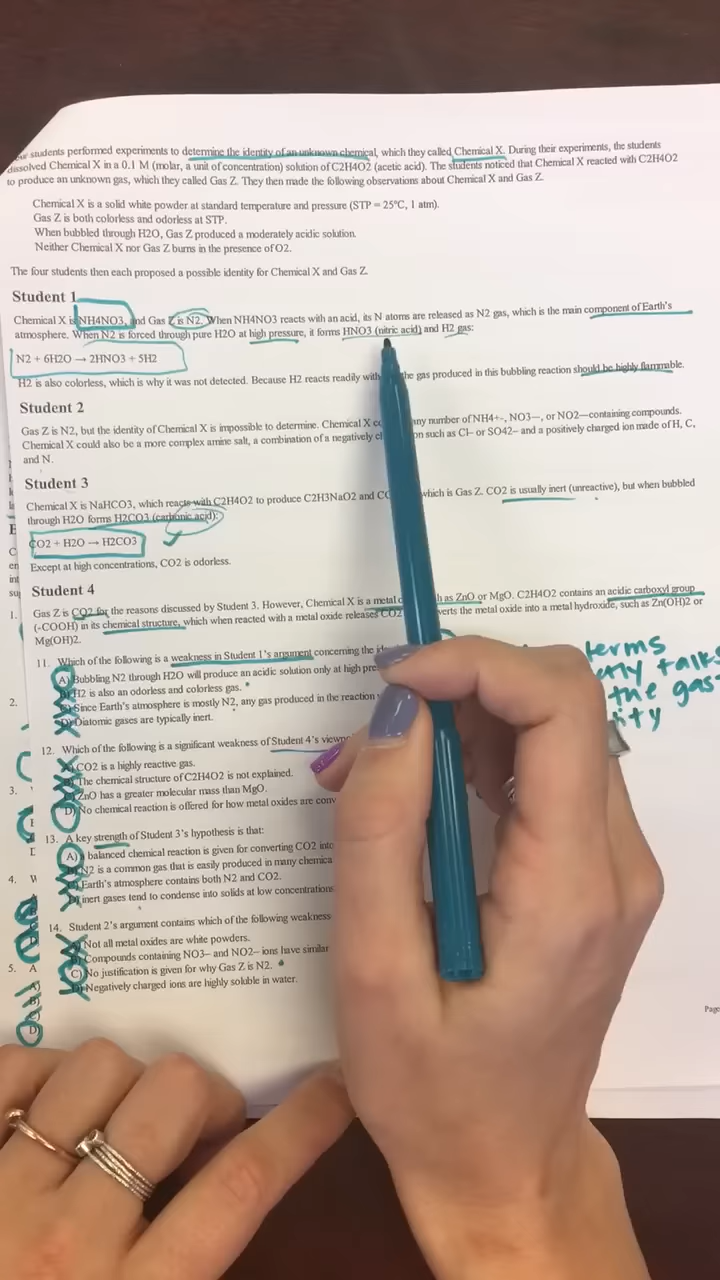 students performed experiments to determine the identity of an unknown chemical, which they called Chemical X. During their experiments, the students
dissolved Chemical X in a 0.1 M (molar, a unit of concentration) solution of C2H4O2 (acetic acid). The students noticed that Chemical X reacted with C2H4O2
to produce an unknown gas, which they called Gas Z. They then made the following observations about Chemical X and Gas Z.
Chemical X is a solid white powder at standard temperature and pressure (STP = 25°C, 1 atm).
Gas Z is both colorless and odorless at STP.
When bubbled through H2O, Gas Z produced a moderately acidic solution.
Neither Chemical X nor Gas Z burns in the presence of O2.
The four students then each proposed a possible identity for Chemical X and Gas Z.
Student 1
Chemical X is NH4NO3, and Gas Z is N2. When NH4NO3 reacts with an acid, its N atoms are released as N2 gas, which is the main component of Earth's
atmosphere. When N2 is forced through pure H2O at high pressure, it forms HNO3 (nitric acid) and H2 gas:
N2 + 6H2O → 2HNO3 + 5H2
H2 is also colorless, which is why it was not detected. Because H2 reacts readily with the gas produced in this bubbling reaction should be highly flammable.
Student 2
Gas Z is N2, but the identity of Chemical X is impossible to determine. Chemical X any number of NH4+-, NO3–, or NO2–-containing compounds.
Chemical X could also be a more complex amine salt, a combination of a negatively such as Cl- or SO42– and a positively charged ion made of H, C,
and N.
Student 3
Chemical X is NaHCO3, which reacts with C2H4O2 to produce C2H3NaO2 and which is Gas Z. CO2 is usually inert (unreactive), but when bubbled
through H2O forms H2CO3 (carbonic acid):
CO2 + H2O → H2CO3
Except at high concentrations, CO2 is odorless.
Student 4
1. Gas Z is CO2 for the reasons discussed by Student 3. However, Chemical X is a metal as ZnO or MgO. C2H4O2 contains an acidic carboxyl group
(-COOH) in its chemical structure, which when reacted with a metal oxide releases CO2 the metal oxide into a metal hydroxide, such as Zn(OH)2 or
Mg(OH)2.
11. Which of the following is a weakness in Student 1's argument concerning the
A) Bubbling N2 through H2O will produce an acidic solution only at high
H2 is also an odorless and colorless gas.
2. Since Earth's atmosphere is mostly N2, any gas produced in the reaction
D) Diatomic gases are typically inert.
12. Which of the following is a significant weakness of Student 4's
CO2 is a highly reactive gas.
The chemical structure of C2H4O2 is not explained.
3. ZnO has a greater molecular mass than MgO.
D) No chemical reaction is offered for how metal oxides are
13. A key strength of Student 3's hypothesis is that:
A) a balanced chemical reaction is given for converting CO2 into
N2 is a common gas that is easily produced in many
4. Earth's atmosphere contains both N2 and CO2.
inert gases tend to condense into solids at low concentrations
14. Student 2's argument contains which of the following
Not all metal oxides are white powders.
Compounds containing NO3– and NO2– ions have similar
5. C) No justification is given for why Gas Z is N2.
Negatively charged ions are highly soluble in water.
terms
only talks
the gas
Page